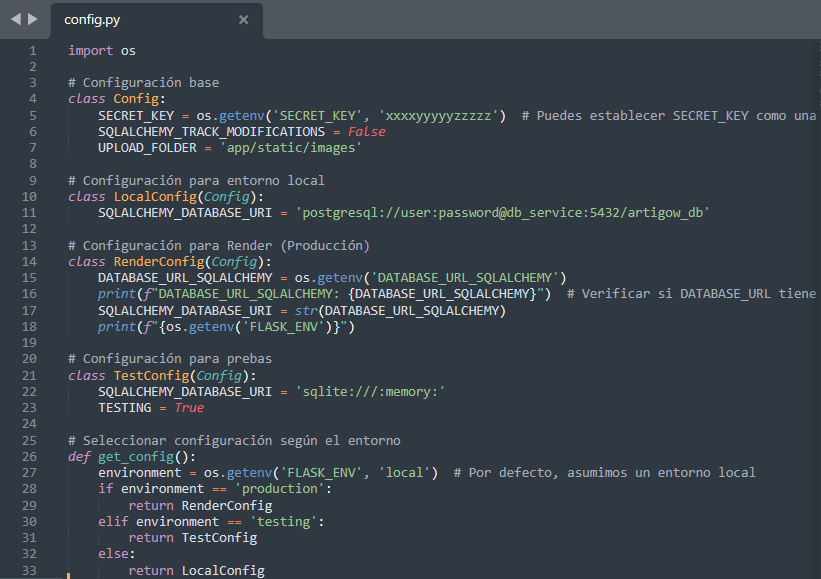 config.py
1 import os
2
3 # Configuración base
4 class Config:
5     SECRET_KEY = os.getenv('SECRET_KEY', 'xxxxyyyyyzzzzz')  # Puedes establecer SECRET_KEY como una
6     SQLALCHEMY_TRACK_MODIFICATIONS = False
7     UPLOAD_FOLDER = 'app/static/images'
8
9 # Configuración para entorno local
10 class LocalConfig(Config):
11     SQLALCHEMY_DATABASE_URI = 'postgresql://user:password@db_service:5432/artigow_db'
12
13 # Configuración para Render (Producción)
14 class RenderConfig(Config):
15     DATABASE_URL_SQLALCHEMY = os.getenv('DATABASE_URL_SQLALCHEMY')
16     print(f"DATABASE_URL_SQLALCHEMY: {DATABASE_URL_SQLALCHEMY}")  # Verificar si DATABASE_URL tiene
17     SQLALCHEMY_DATABASE_URI = str(DATABASE_URL_SQLALCHEMY)
18     print(f"{os.getenv('FLASK_ENV')}")
19
20 # Configuración para prebas
21 class TestConfig(Config):
22     SQLALCHEMY_DATABASE_URI = 'sqlite:///:memory:'
23     TESTING = True
24
25 # Seleccionar configuración según el entorno
26 def get_config():
27     environment = os.getenv('FLASK_ENV', 'local')  # Por defecto, asumimos un entorno local
28     if environment == 'production':
29         return RenderConfig
30     elif environment == 'testing':
31         return TestConfig
32     else:
33         return LocalConfig